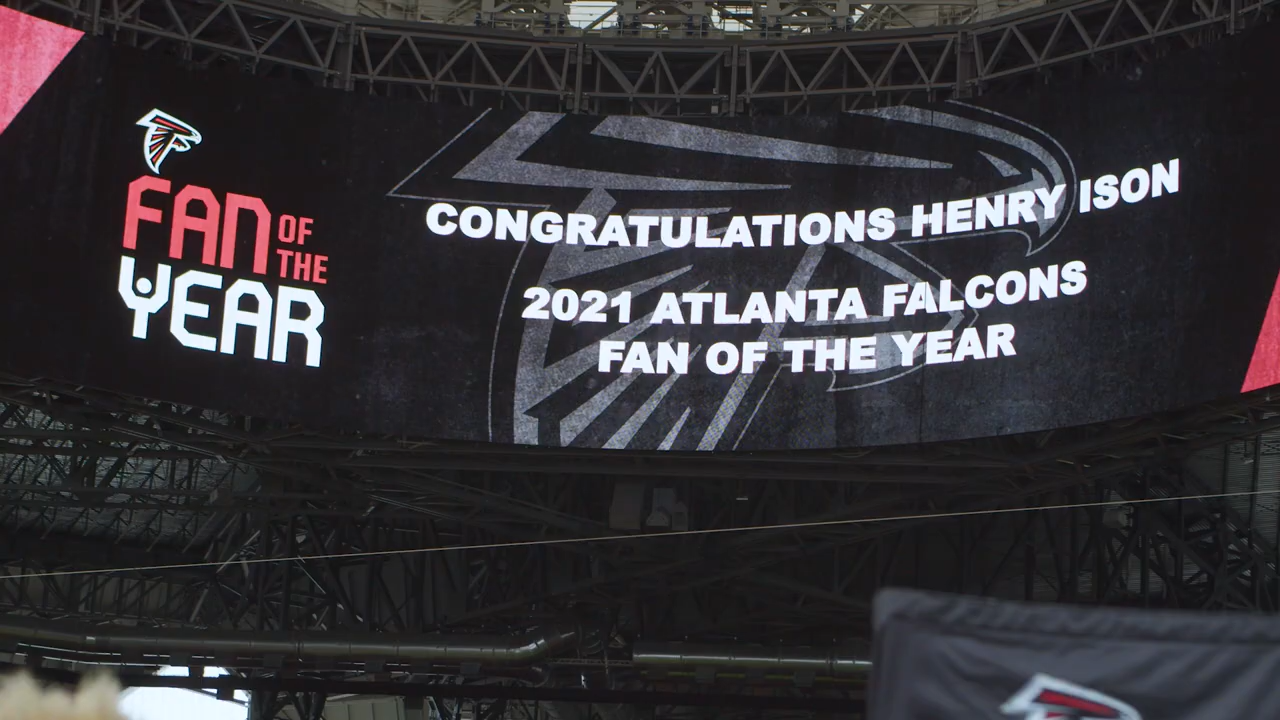 FAN OF
THE
YEAR
CONGRATULATIONS HENRY ISON
2021 ATLANTA FALCONS
FAN OF THE YEAR